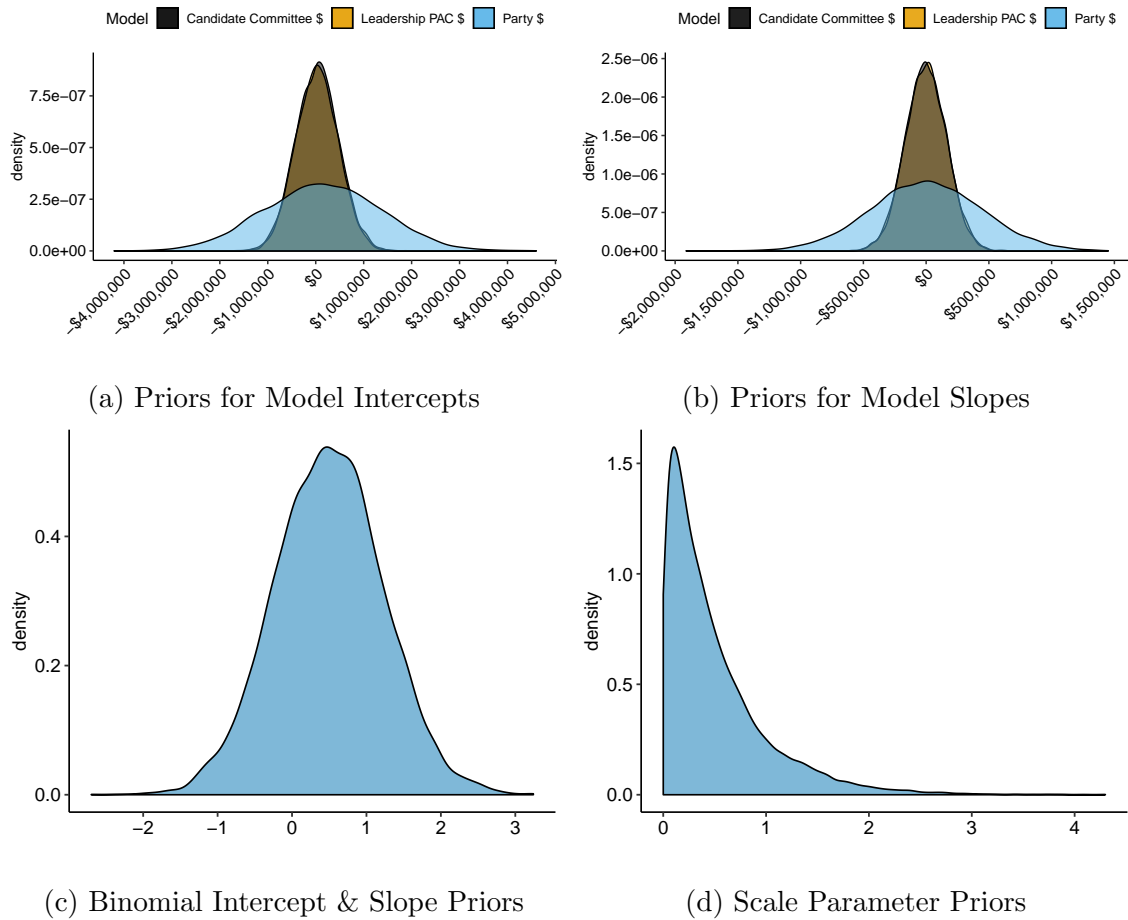 Model Candidate Committee $ Leadership PAC $ Party $
7.5e−07
5.0e−07
2.5e−07
0.0e+00
density
−$4,000,000
−$3,000,000
−$2,000,000
−$1,000,000
$0
$1,000,000
$2,000,000
$3,000,000
$4,000,000
$5,000,000
(a) Priors for Model Intercepts
Model Candidate Committee $ Leadership PAC $ Party $
2.5e−06
2.0e−06
1.5e−06
1.0e−06
5.0e−07
0.0e+00
density
−$2,000,000
−$1,500,000
−$1,000,000
−$500,000
$0
$500,000
$1,000,000
$1,500,000
(b) Priors for Model Slopes
0.4
0.2
0.0
density
−2 −1 0 1 2 3
(c) Binomial Intercept & Slope Priors
1.5
1.0
0.5
0.0
density
0 1 2 3 4
(d) Scale Parameter Priors